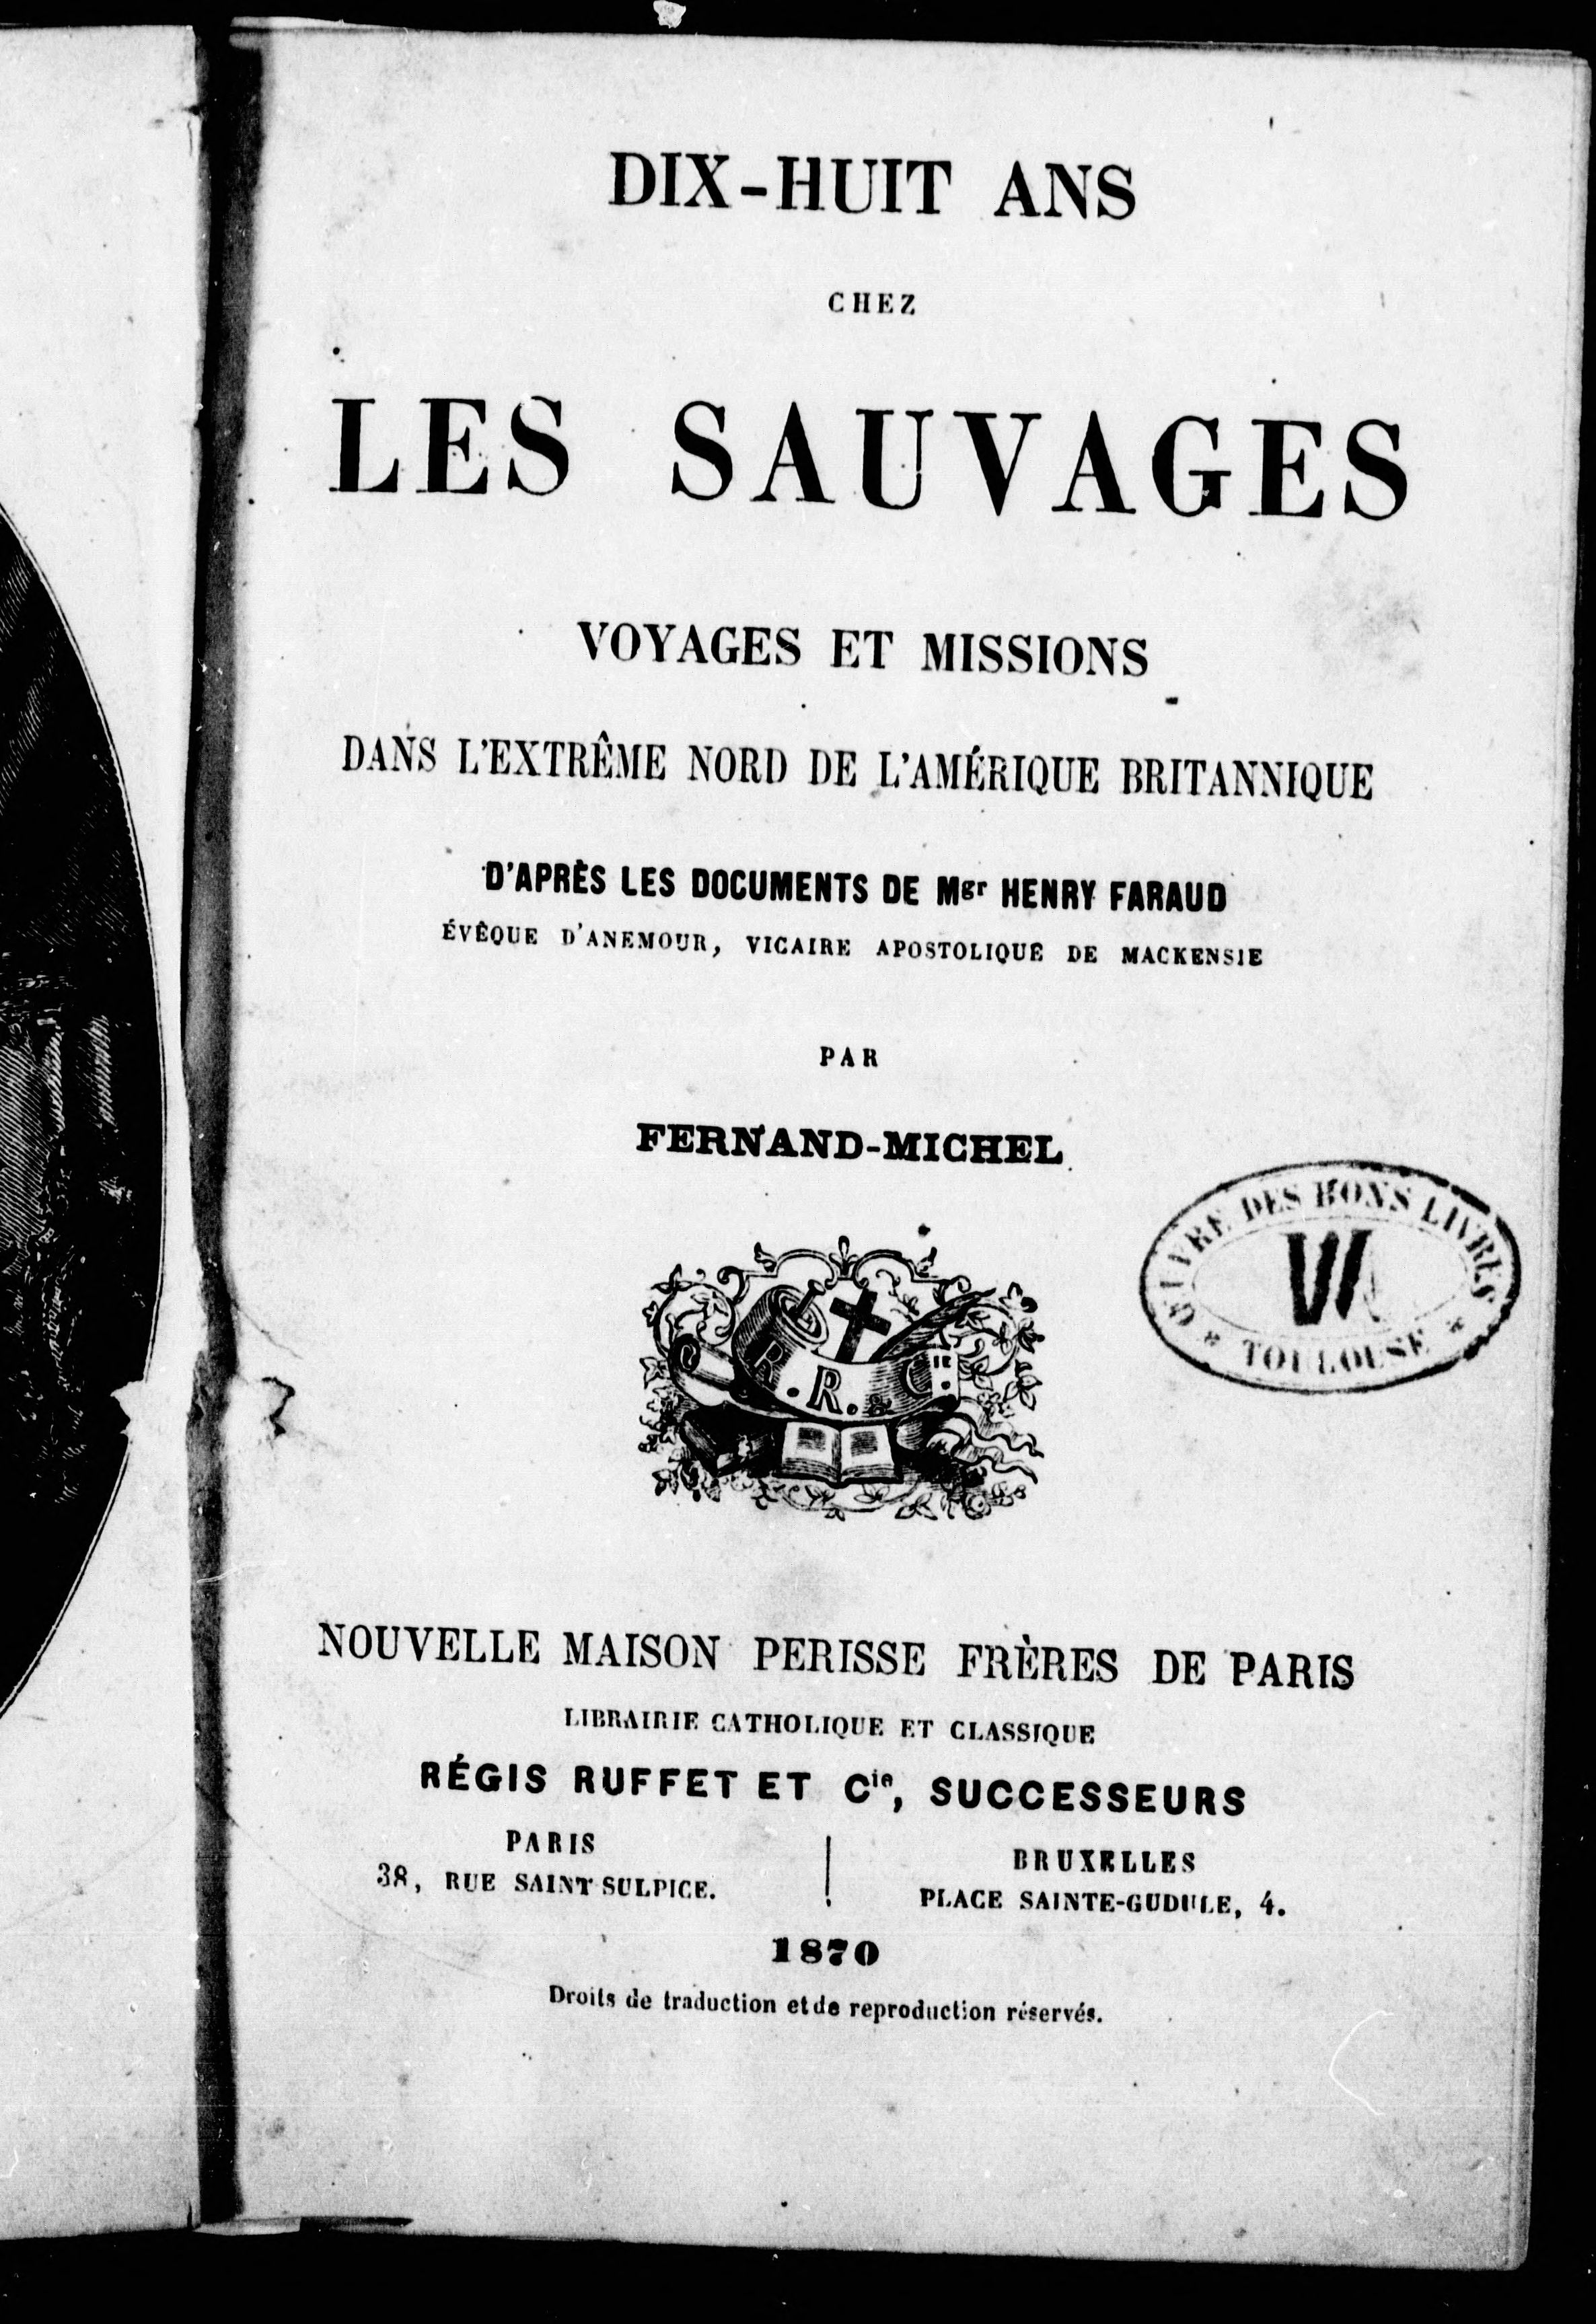 DIX-HUIT ANS
CHEZ
LES SAUVAGES
VOYAGES ET MISSIONS
DANS L'EXTRÊME NORD DE L'AMÉRIQUE BRITANNIQUE
D'APRÈS LES DOCUMENTS DE Mgr HENRY FARAUD
ÉVÊQUE D'ANEMOUR, VICAIRE APOSTOLIQUE DE MACKENSIE
PAR
FERNAND-MICHEL
ŒUVRE DES BONS LIVRES
* TOULOUSE *
R. R. & Cie.
NOUVELLE MAISON PERISSE FRÈRES DE PARIS
LIBRAIRIE CATHOLIQUE ET CLASSIQUE
RÉGIS RUFFET ET Cie, SUCCESSEURS
PARIS
38, RUE SAINT SULPICE.
BRUXELLES
PLACE SAINTE-GUDULE, 4.
1870
Droits de traduction et de reproduction réservés.